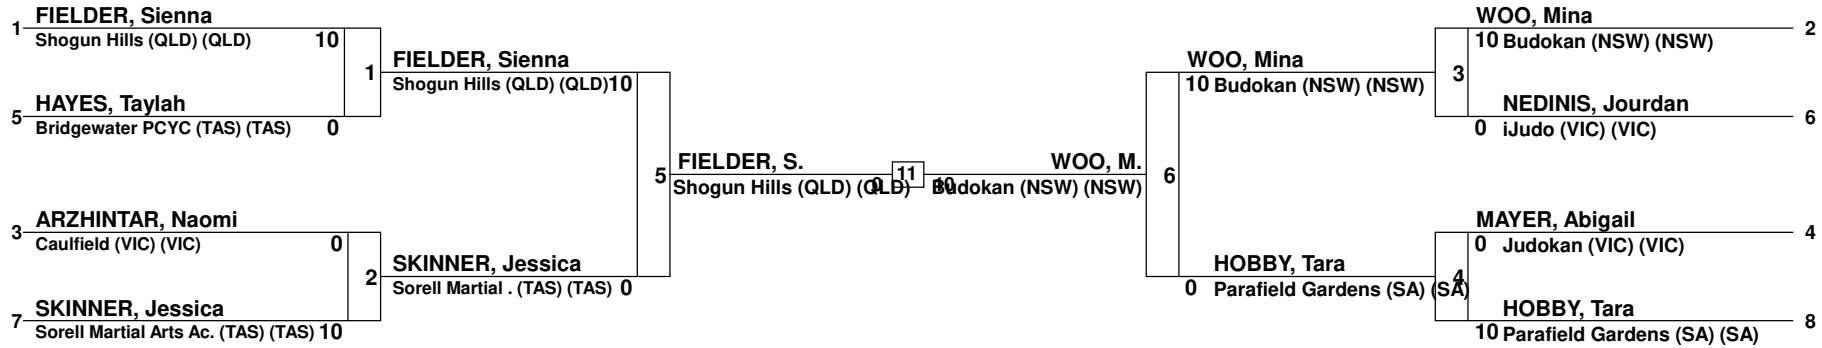 1 FIELDER, Sienna
Shogun Hills (QLD) (QLD) 10
5 HAYES, Taylah
Bridgewater PCYC (TAS) (TAS) 0
3 ARZHINTAR, Naomi
Caulfield (VIC) (VIC) 0
7 SKINNER, Jessica
Sorell Martial Arts Ac. (TAS) (TAS) 10
1 FIELDER, Sienna
Shogun Hills (QLD) (QLD) 10
2 SKINNER, Jessica
Sorell Martial . (TAS) (TAS) 0
5 FIELDER, S.
Shogun Hills (QLD) (QLD) 0
11
WOO, M. 6
10 Budokan (NSW) (NSW)
WOO, Mina 3
10 Budokan (NSW) (NSW)
HOBBY, Tara 4
0 Parafield Gardens (SA) (SA)
WOO, Mina 2
10 Budokan (NSW) (NSW)
NEDINIS, Jourdan 6
0 iJudo (VIC) (VIC)
MAYER, Abigail 4
0 Judokan (VIC) (VIC)
HOBBY, Tara 8
10 Parafield Gardens (SA) (SA)